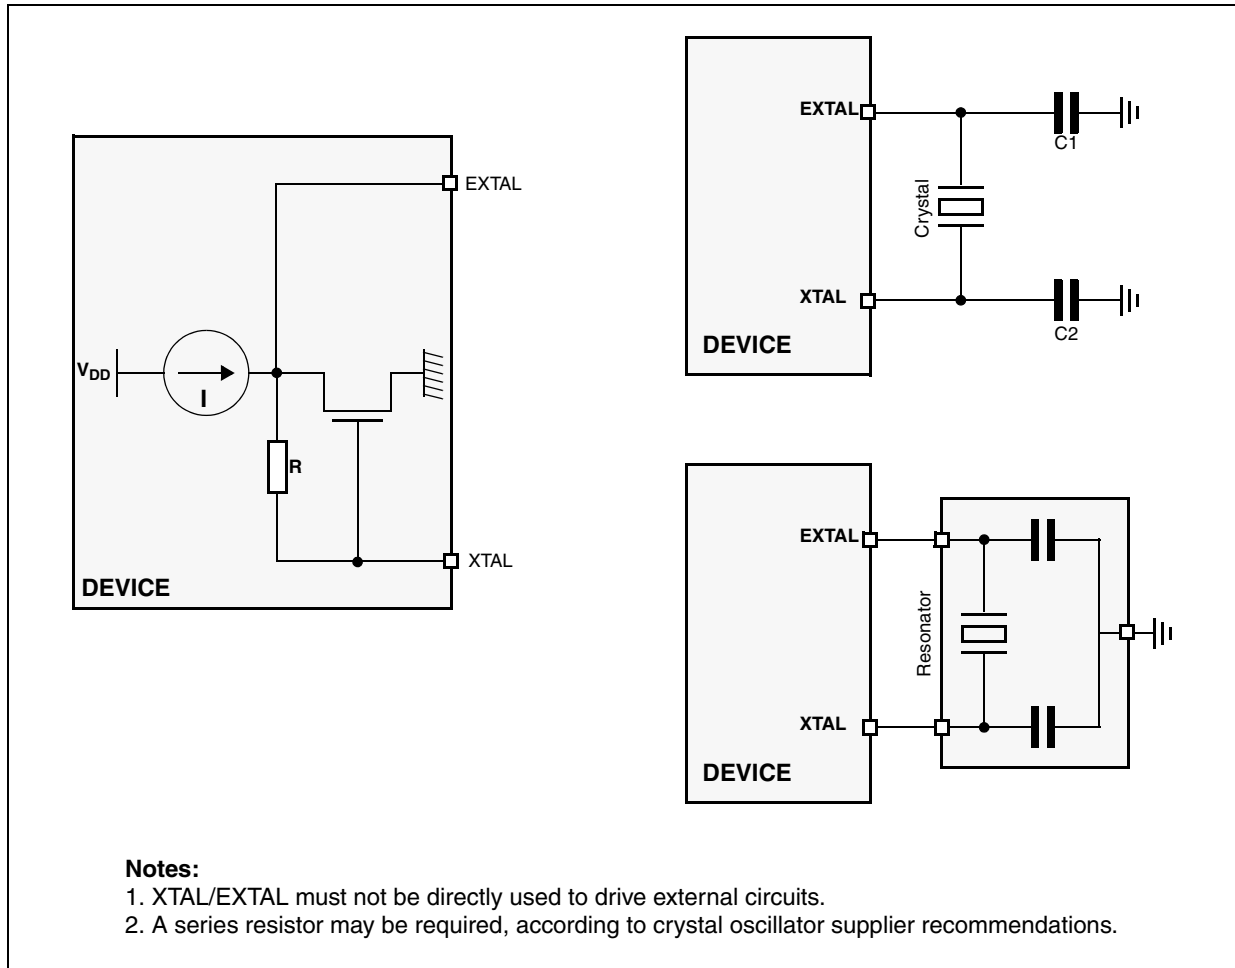 EXTAL
V_DD
I
R
XTAL
DEVICE
EXTAL
C1
Crystal
XTAL
C2
DEVICE
EXTAL
Resonator
XTAL
DEVICE
Notes:
1. XTAL/EXTAL must not be directly used to drive external circuits.
2. A series resistor may be required, according to crystal oscillator supplier recommendations.